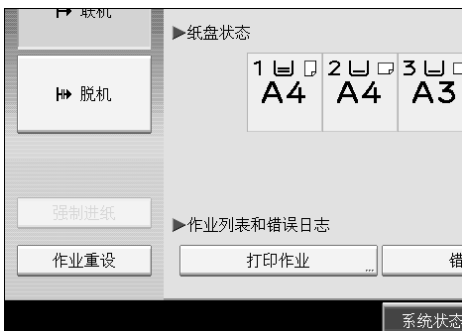 联机
▶纸盘状态
脱机
1 2 3
A4 A4 A3
强制进纸
▶作业列表和错误日志
作业重设
打印作业 ...
错
系统状态